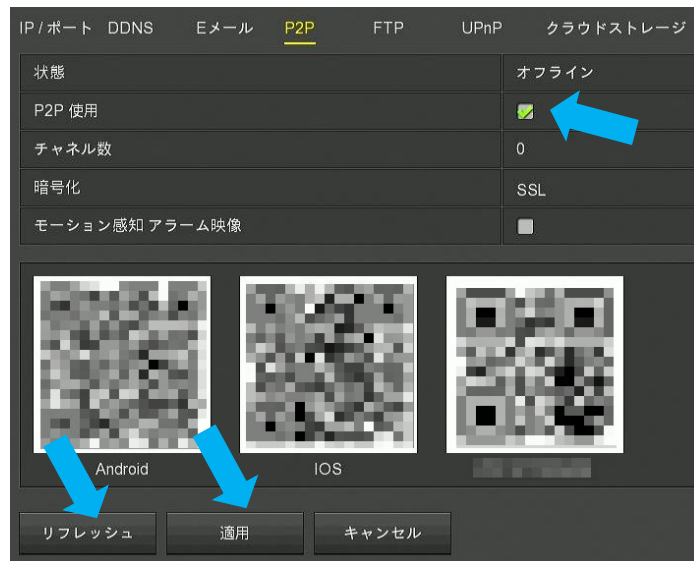 IP / ポート DDNS Eメール P2P FTP UPnP クラウドストレージ
状態 オフライン
P2P 使用
チャネル数 0
暗号化 SSL
モーション感知 アラーム映像
Android IOS
リフレッシュ 適用 キャンセル